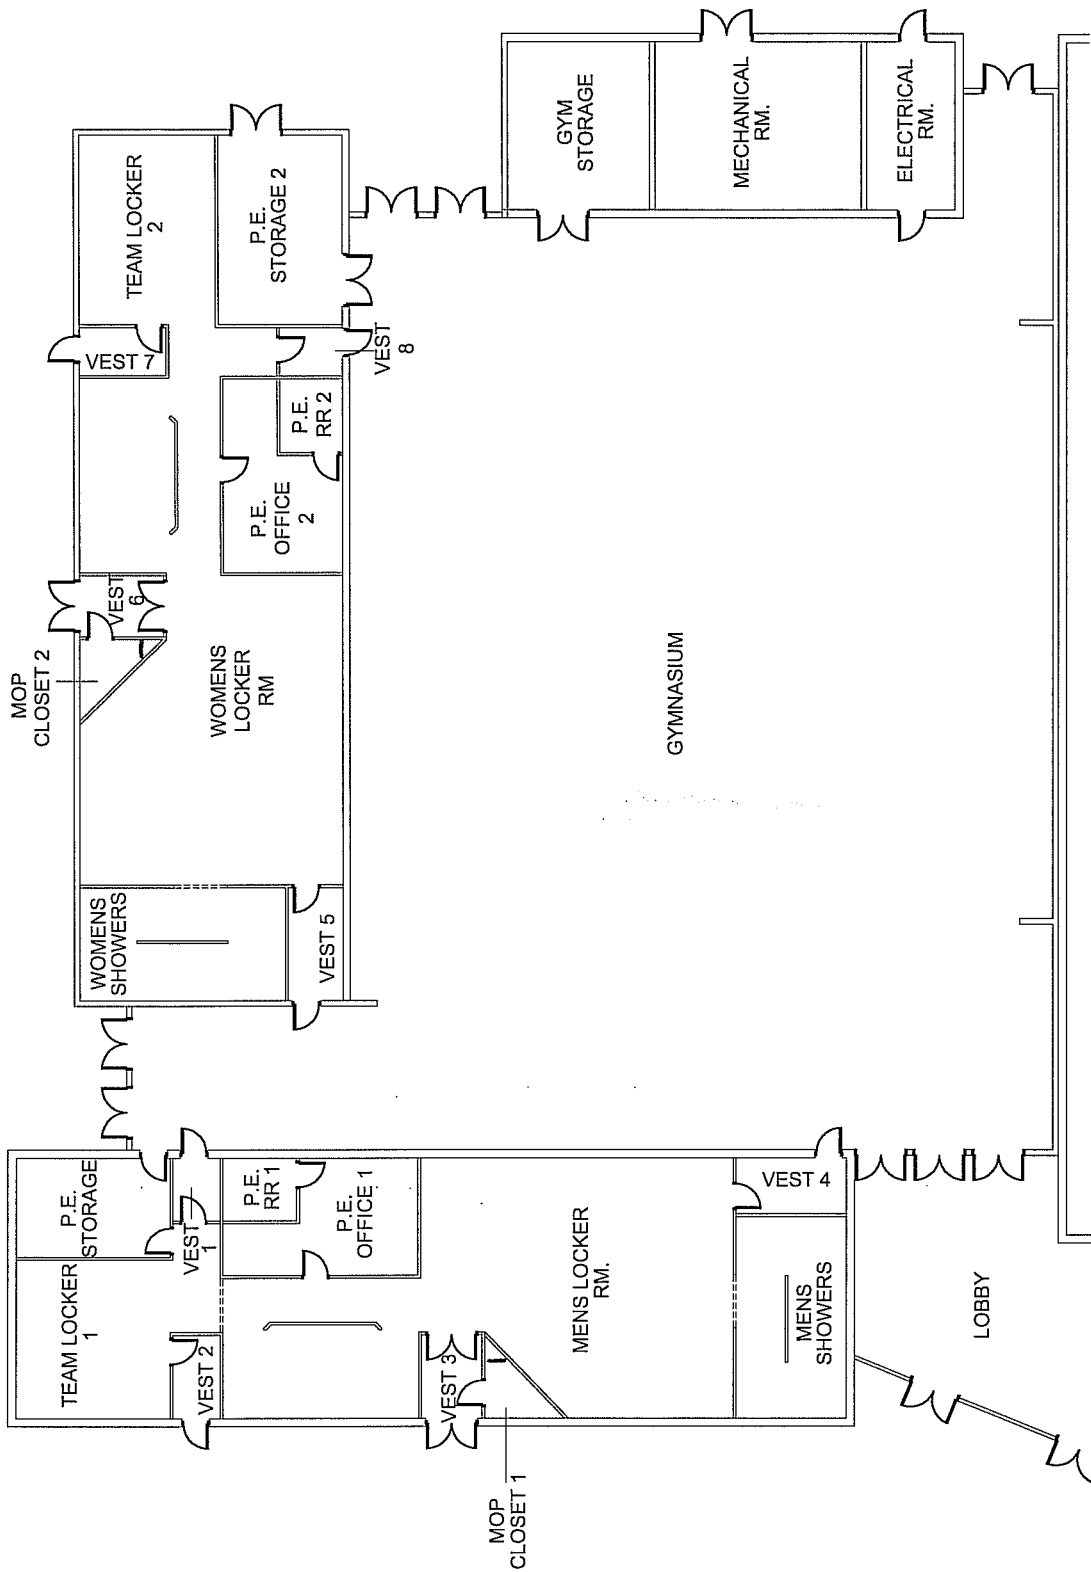 TEAM LOCKER
2
P.E.
STORAGE 2
VEST 7
VEST
8
P.E.
RR 2
P.E.
OFFICE
2
VEST
6
MOP
CLOSET 2
WOMENS
LOCKER
RM
WOMENS
SHOWERS
VEST 5
GYM
STORAGE
MECHANICAL
RM.
ELECTRICAL
RM.
GYMNASIUM
P.E.
STORAGE
TEAM LOCKER
1
VEST
1
VEST 2
P.E.
RR 1
P.E.
OFFICE 1
VEST 3
MOP
CLOSET 1
MENS LOCKER
RM.
VEST 4
MENS
SHOWERS
LOBBY